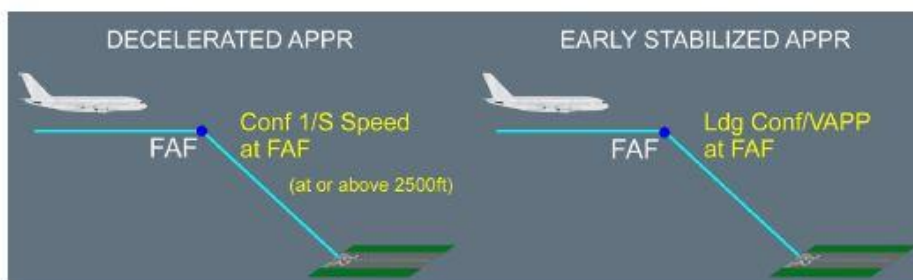 DECELERATED APPR
FAF
Conf 1/S Speed
at FAF
(at or above 2500ft)
EARLY STABILIZED APPR
FAF
Ldg Conf/VAPP
at FAF